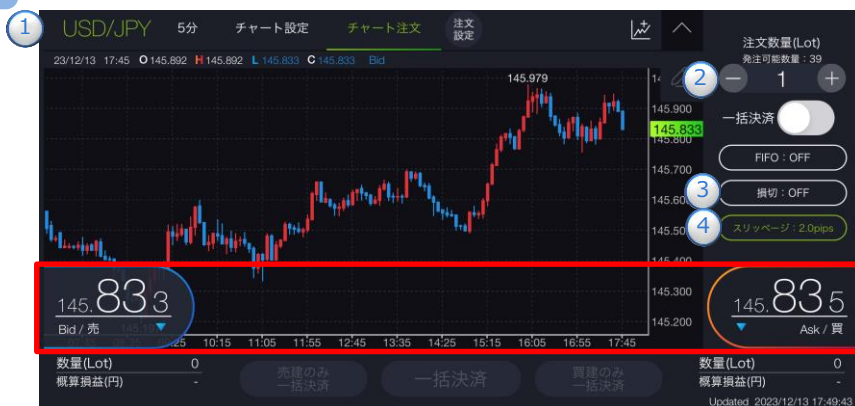 1
USD/JPY 5分 チャート設定 チャート注文 注文
設定
23/12/13 17:45 O 145.892 H 145.892 L 145.833 C 145.833 Bid
注文数量(Lot)
発注可能数量：39
2
1
145.979
145.900
145.833
145.800
一括決済
FIFO：OFF
145.700
3
損切：OFF
145.600
4
スリッページ：2.0pips
145.500
145.400
145.300
145.200
145.833
Bid / 売
145.835
Ask / 買
10:15 11:05 11:55 12:45 13:35 14:25 15:15 16:05 16:55 17:45
数量(Lot) 0
概算損益(円) -
売建のみ
一括決済
一括決済
買建のみ
一括決済
数量(Lot) 0
概算損益(円) -
Updated 2023/12/13 17:49:43